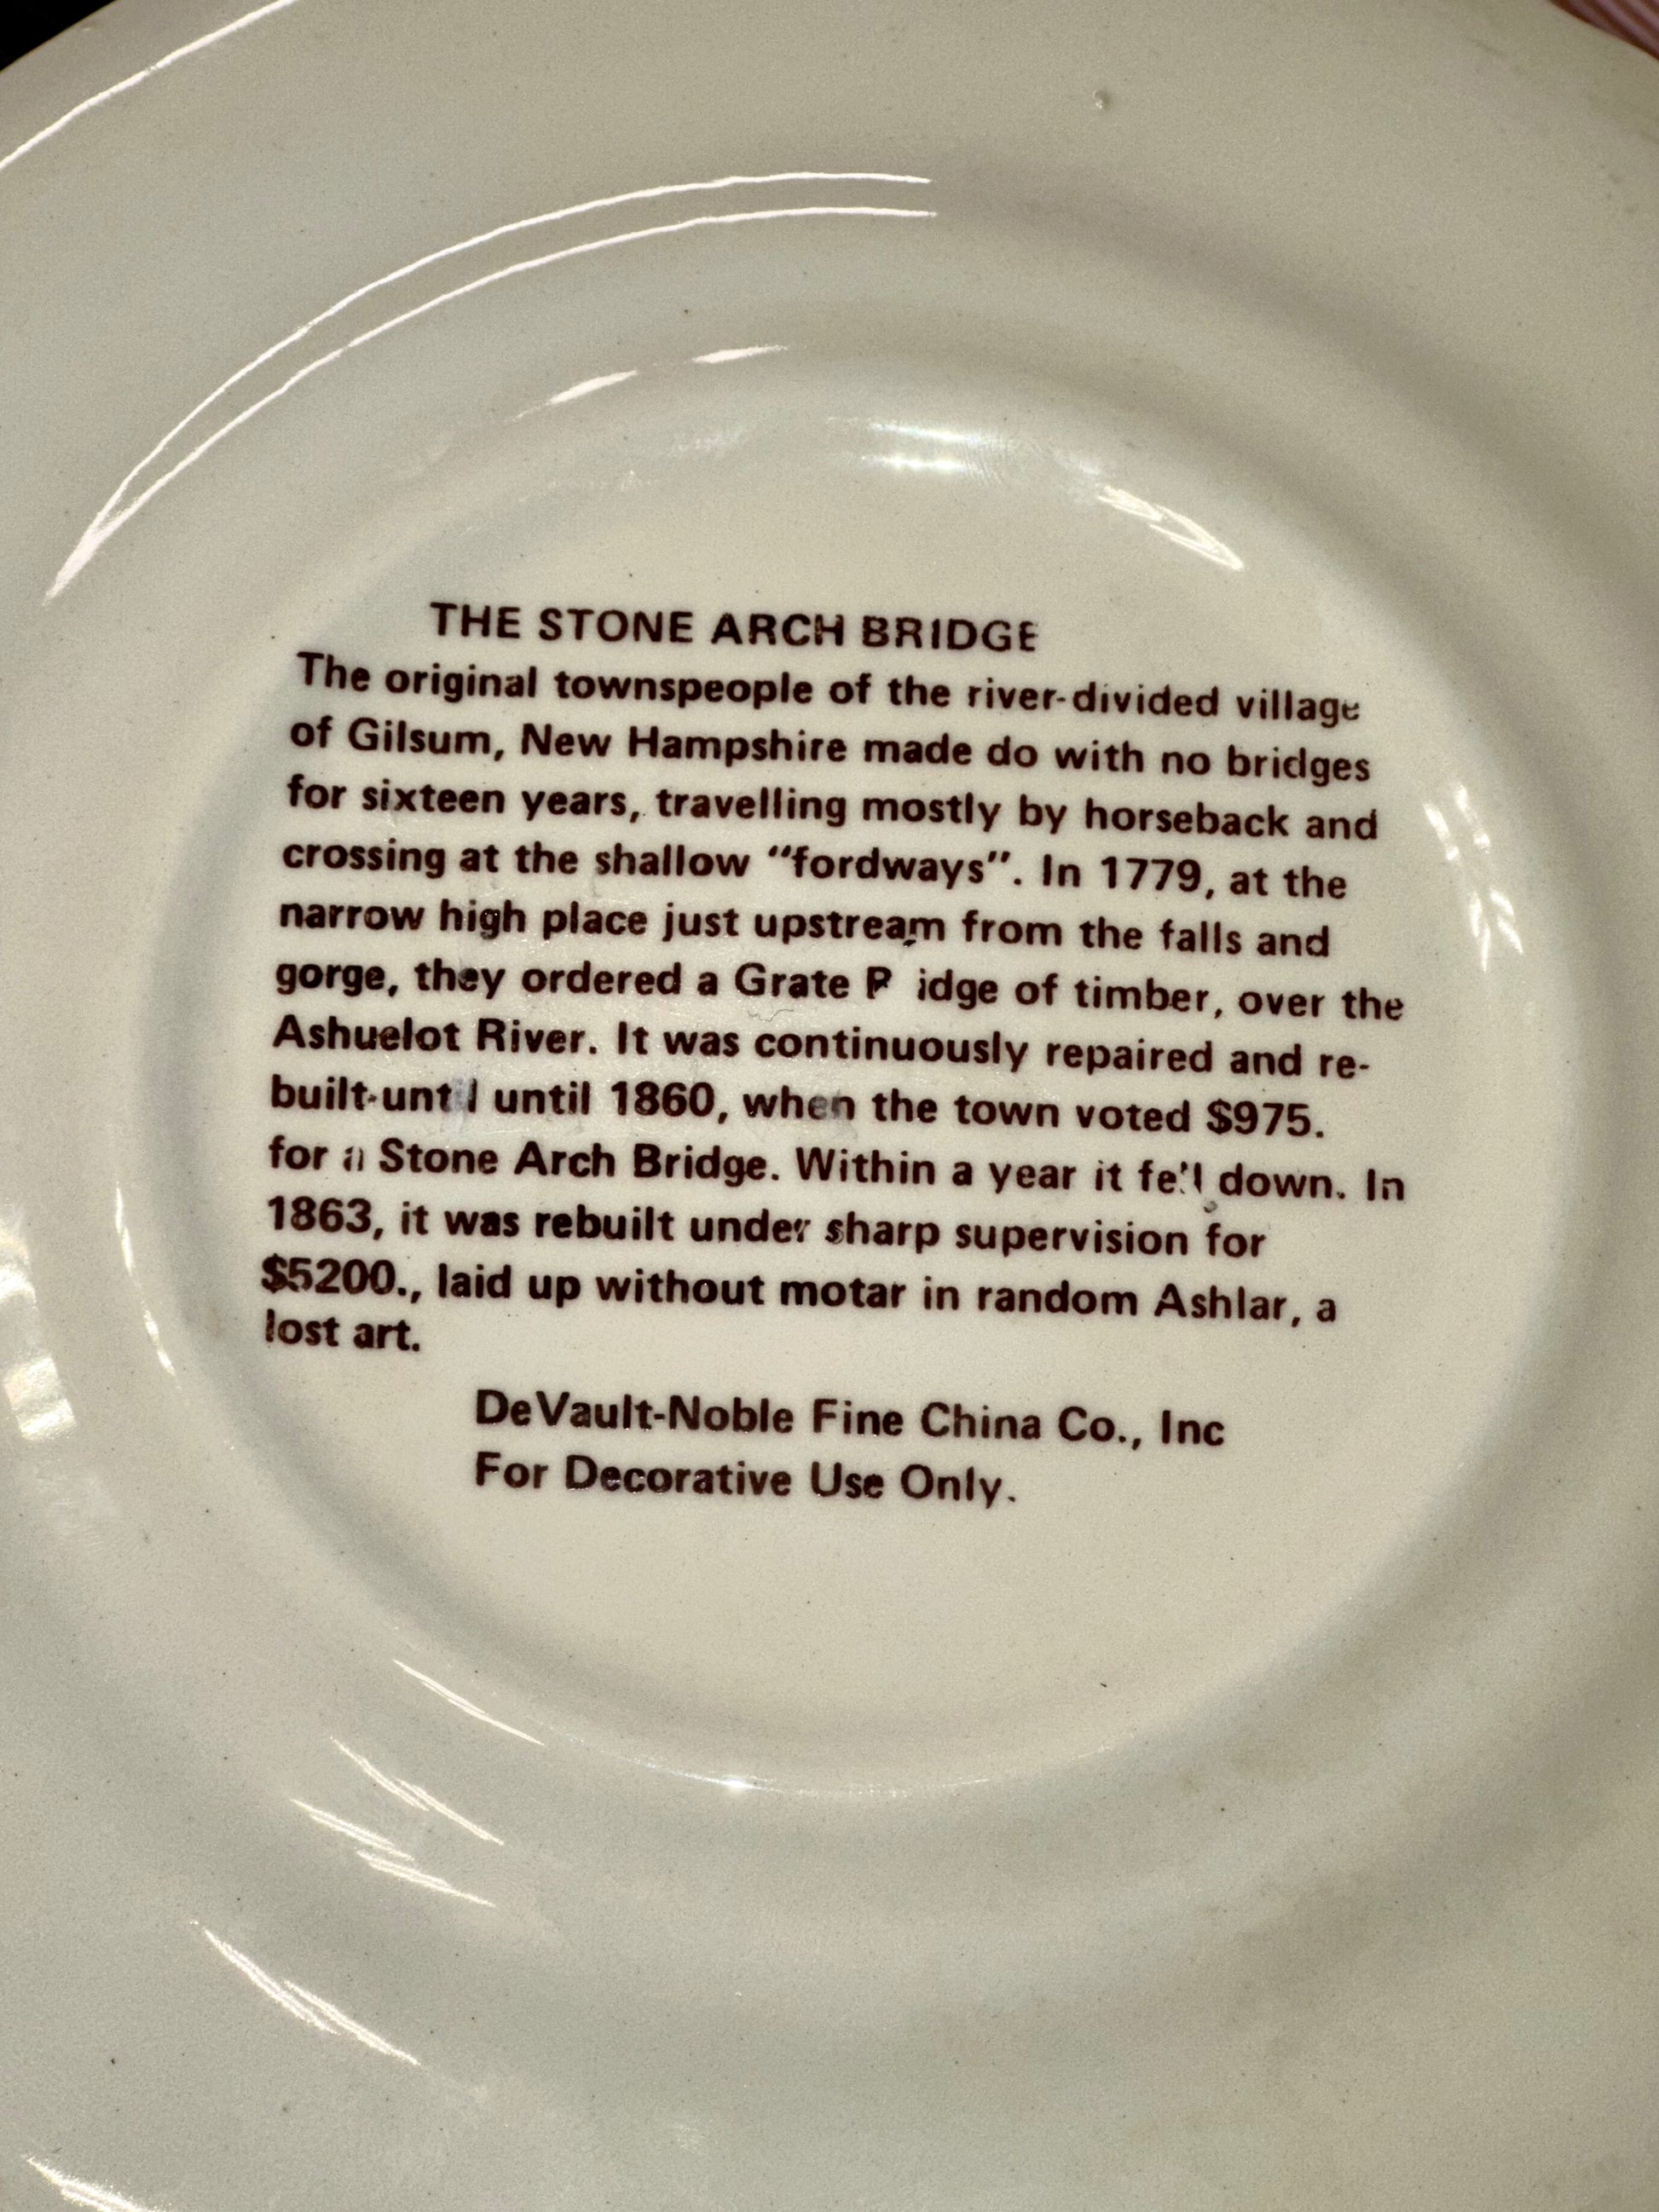 THE STONE ARCH BRIDGE
The original townspeople of the river-divided village
of Gilsum, New Hampshire made do with no bridges
for sixteen years, travelling mostly by horseback and
crossing at the shallow "fordways". In 1779, at the
narrow high place just upstream from the falls and
gorge, they ordered a Grate Bridge of timber, over the
Ashuelot River. It was continuously repaired and re-
built until until 1860, when the town voted $975.
for a Stone Arch Bridge. Within a year it fell down. In
1863, it was rebuilt under sharp supervision for
$5200., laid up without motar in random Ashlar, a
lost art.
DeVault-Noble Fine China Co., Inc
For Decorative Use Only.